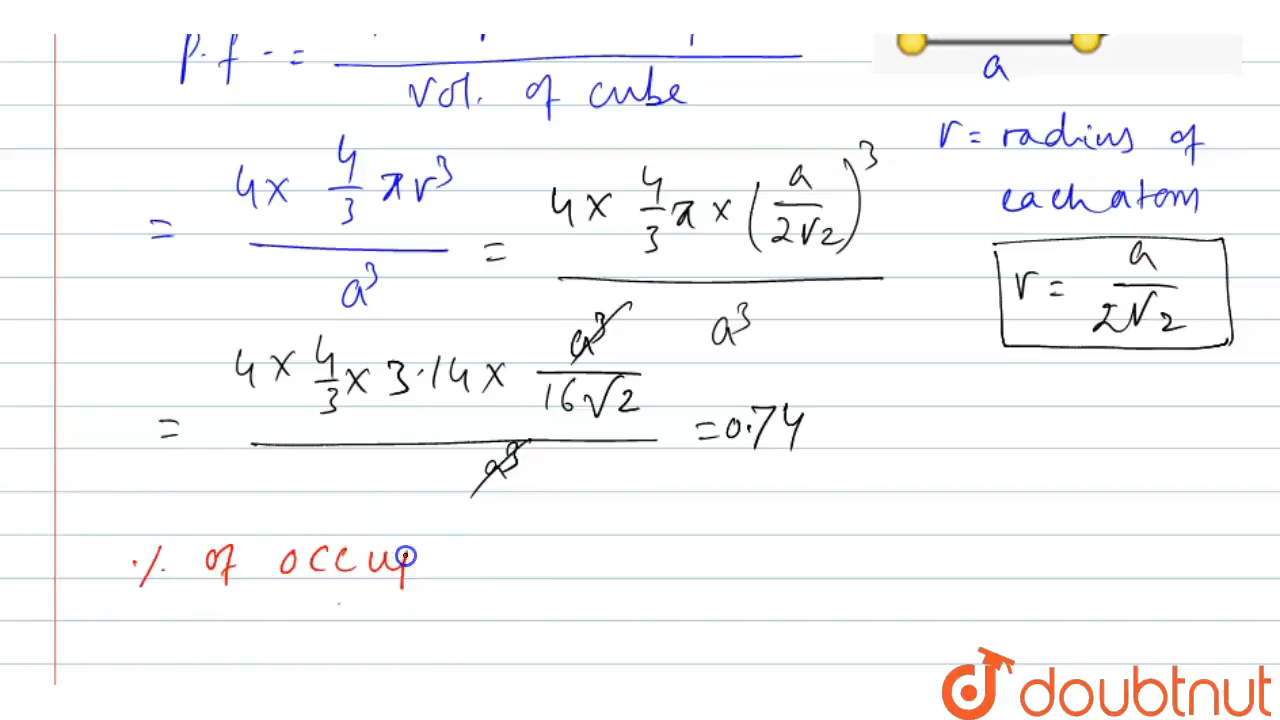 p.f. =
vol. of cube
a
r = radius of
each atom
r = a/2√2
= 4 × 4/3 πr³ / a³ = 4 × 4/3 π × (a/2√2)³ / a³
= 4 × 4/3 × 3.14 × a³/16√2 / a³ = 0.74
% of occup
doubtnut